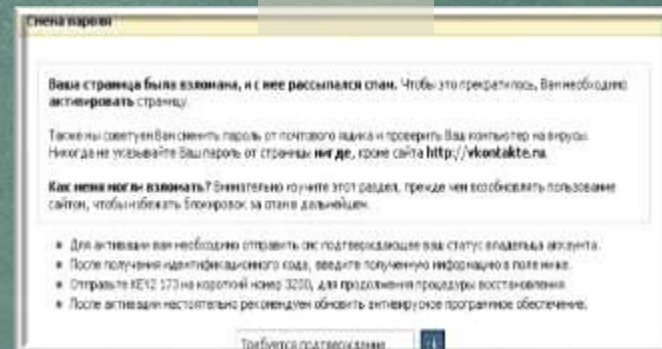 Смена пароля
Ваша страница была взломана, и с нее рассылался спам. Чтобы это прекратилось, Вам необходимо
активировать страницу.
Также мы советуем Вам сменить пароль от почтового ящика и проверить Ваш компьютер на вирусы.
Никогда не указывайте Ваш пароль от страницы нигде, кроме сайта http://vkontakte.ru.
Как меня могли взломать? Внимательно изучите этот раздел, прежде чем возобновлять пользование
сайтом, чтобы избежать блокировок за спам в дальнейшем.
Для активации вам необходимо отправить смс подтверждающее ваш статус владельца аккаунта.
После получения идентификационного кода, введите полученную информацию в поле ниже.
Отправьте KEYZ 173 на короткий номер 3200, для продолжения процедуры восстановления.
После активации настоятельно рекомендуем обновить антивирусное программное обеспечение.
Требуется подтверждение